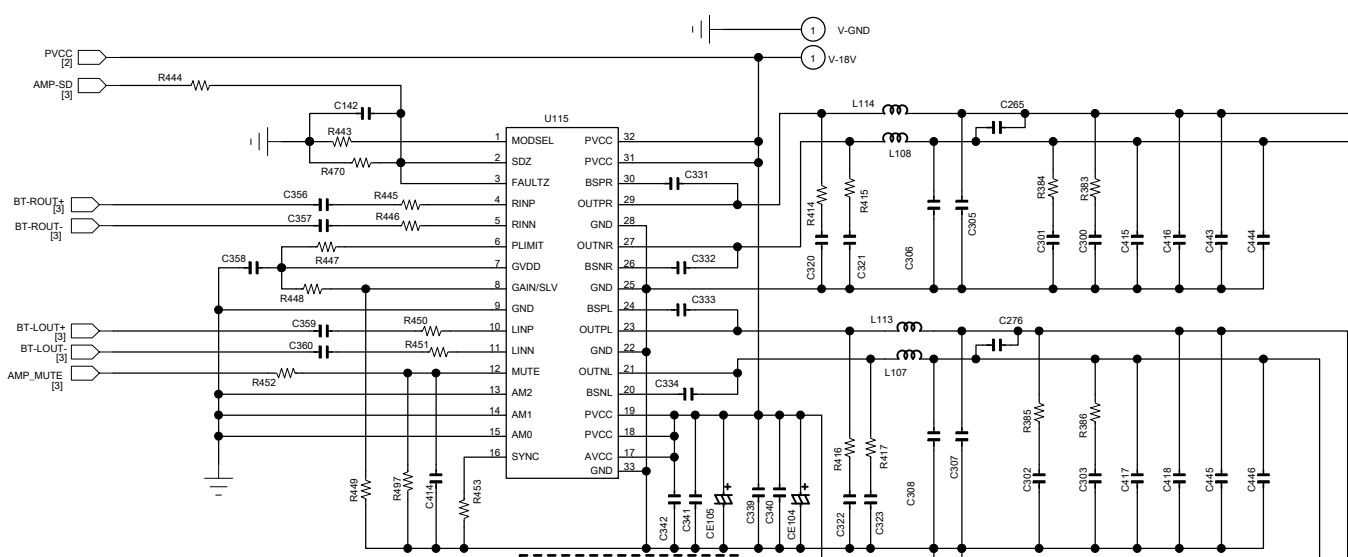 V-GND
1
PVCC
[2]
1
V-18V
AMP-SD
[3]
R444
C142
U115
R443
R470
1
MODSEL
PVCC
32
2
SDZ
PVCC
31
3
FAULTZ
BSPR
30
4
RINP
OUTPR
29
5
RINN
GND
28
6
PLIMIT
OUTNR
27
7
GVDD
BSNR
26
8
GAIN/SLV
GND
25
9
GND
BSPL
24
10
LINP
OUTPL
23
11
LINN
GND
22
12
MUTE
OUTNL
21
13
AM2
BSNL
20
14
AM1
PVCC
19
15
AM0
PVCC
18
16
SYNC
AVCC
17
GND
33
BT-ROUT+
[3]
C356
R445
BT-ROUT-
[3]
C357
R446
C358
R447
R448
BT-LOUT+
[3]
C359
R450
BT-LOUT-
[3]
C360
R451
AMP_MUTE
[3]
R452
R449
R497
C414
R453
C331
C332
C333
C334
L114
L108
C265
R414
R415
C320
C321
C306
C305
R384
R383
C301
C300
C415
C416
C443
C444
L113
L107
C276
R416
R417
C322
C323
C308
C307
R385
R386
C302
C303
C417
C418
C445
C446
C342
C341
+
CE105
C339
C340
+
CE104